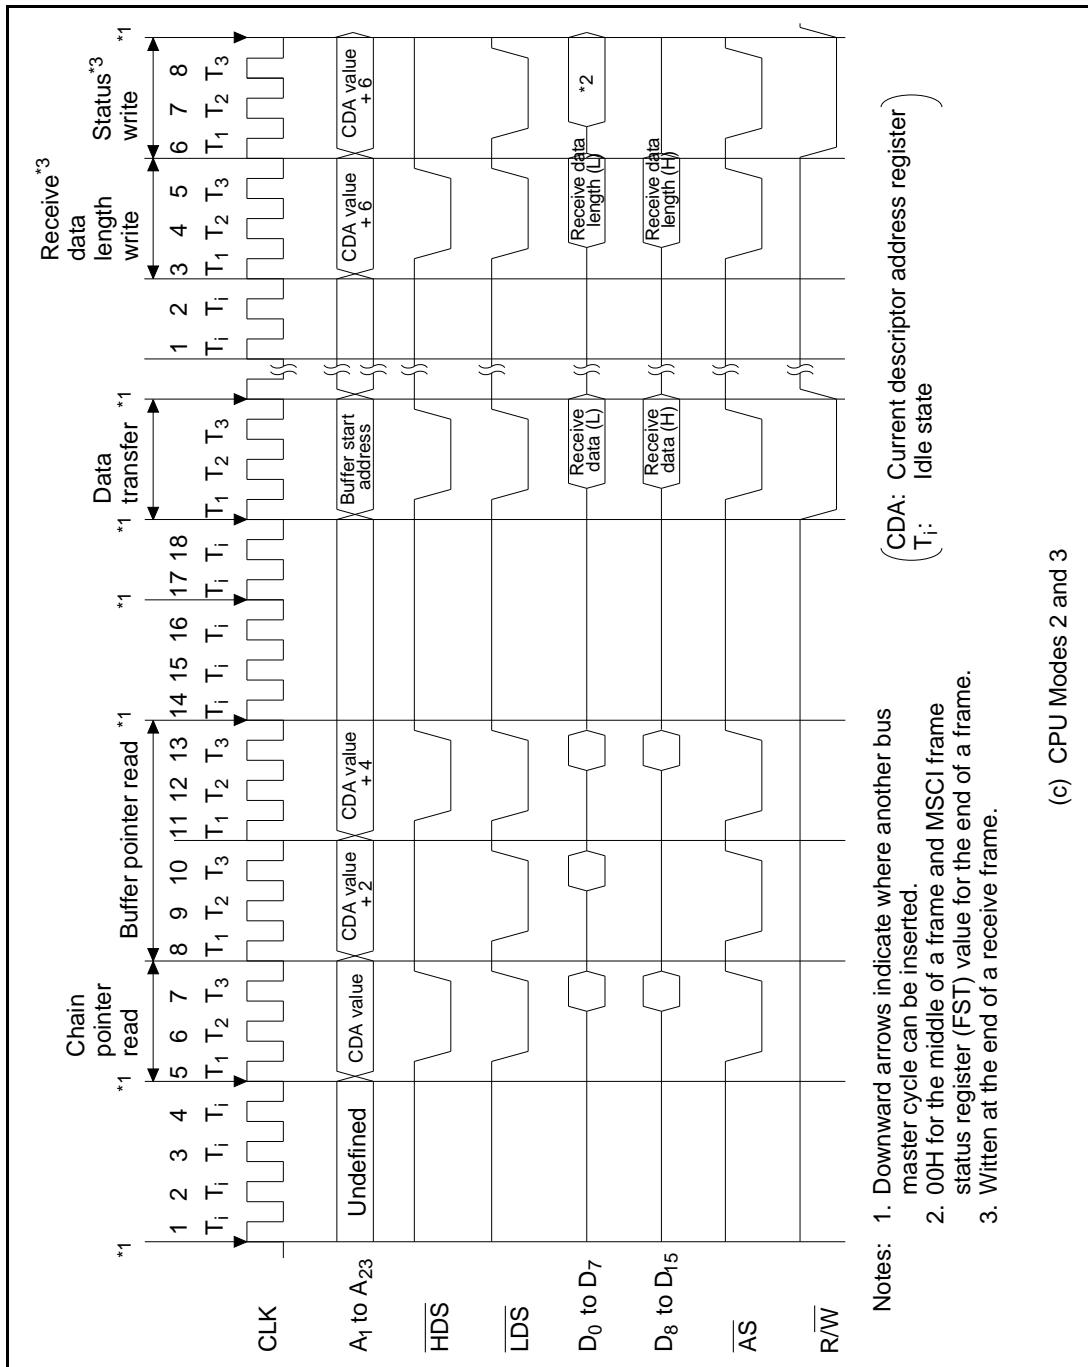 Chain
pointer
read
Buffer pointer read
Data
transfer
Receive*3
data
length
write
Status*3
write
*1 *1 *1 *1 *1 *1 *1
1 2 3 4 5 6 7 8 9 10 11 12 13 14 15 16 17 18 1 2 3 4 5 6 7 8
Ti Ti Ti Ti T1 T2 T3 T1 T2 T3 T1 T2 T3 Ti Ti Ti Ti Ti T1 T2 T3 Ti Ti T1 T2 T3 T1 T2 T3
CLK
A1 to A23
Undefined
CDA value
CDA value
+ 2
CDA value
+ 4
Buffer start
address
CDA value
+ 6
CDA value
+ 6
HDS
LDS
D0 to D7
Receive
data (L)
Receive data
length (L)
*2
D8 to D15
Receive
data (H)
Receive data
length (H)
AS
R/W
Notes: 1. Downward arrows indicate where another bus
master cycle can be inserted.
2. 00H for the middle of a frame and MSCI frame
status register (FST) value for the end of a frame.
3. Witten at the end of a receive frame.
CDA: Current descriptor address register
Ti: Idle state
(c) CPU Modes 2 and 3